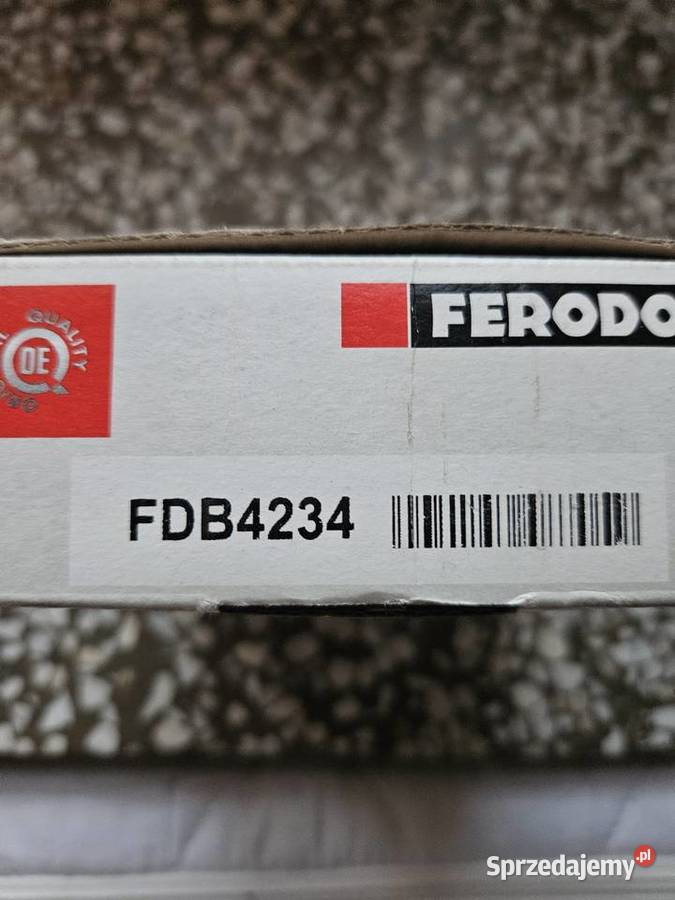 FERODO
QUALITY
OE
FDB4234
Sprzedajemy.pl